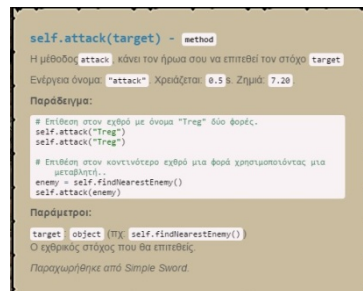 self.attack(target) - method
Η μέθοδος attack, κάνει τον ήρωα σου να επιτεθεί τον στόχο target
Ενέργεια όνομα: "attack". Χρειάζεται: 0.5 s. Ζημιά: 7.20.
Παράδειγμα:
# Επίθεση στον εχθρό με όνομα "Treg" δύο φορές.
self.attack("Treg")
self.attack("Treg")
# Επίθεση στον κοντινότερο εχθρό μια φορά χρησιμοποιόντας μια
μεταβλητή..
enemy = self.findNearestEnemy()
self.attack(enemy)
Παράμετροι:
target: object (πχ: self.findNearestEnemy())
Ο εχθρικός στόχος που θα επιτεθείς.
Παραχωρήθηκε από Simple Sword.